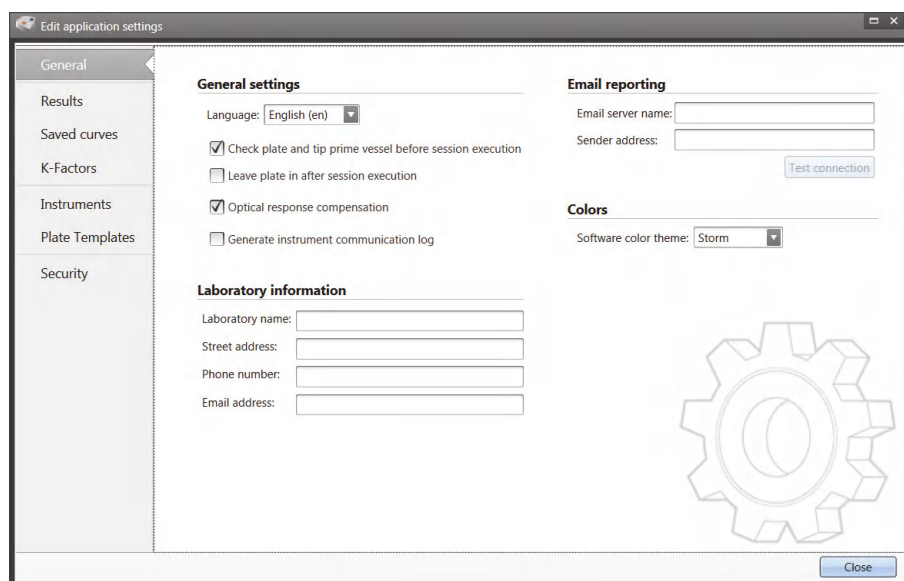 Edit application settings
General
Results
Saved curves
K-Factors
Instruments
Plate Templates
Security
General settings
Language: English (en)
Check plate and tip prime vessel before session execution
Leave plate in after session execution
Optical response compensation
Generate instrument communication log
Laboratory information
Laboratory name:
Street address:
Phone number:
Email address:
Email reporting
Email server name:
Sender address:
Test connection
Colors
Software color theme: Storm
Close